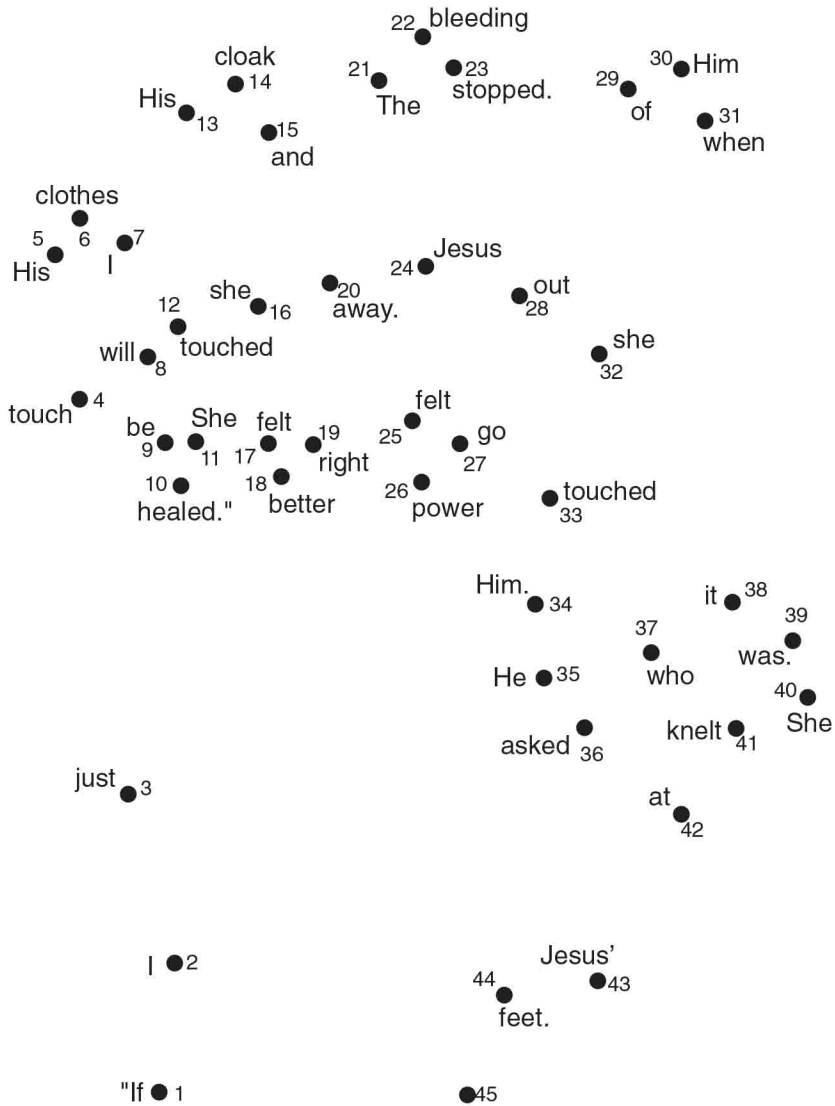 "If 1
I 2
just 3
touch 4
5 His
clothes 6
7 I
will 8
be 9
10 healed."
She 11
12 touched
His 13
cloak 14
15 and
she 16
felt 17
18 better
19 right
20 away.
21 The
22 bleeding
23 stopped.
24 Jesus
felt 25
26 power
go 27
out 28
29 of
30 Him
31 when
she 32
touched 33
Him. 34
He 35
asked 36
37 who
it 38
39 was.
40 She
knelt 41
at 42
Jesus’ 43
44 feet.
45